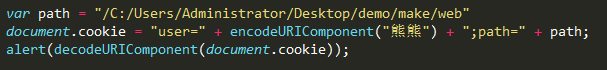 var path = "/C:/Users/Administrator/Desktop/demo/make/web"
document.cookie = "user=" + encodeURIComponent("熊熊") + ";path=" + path;
alert(decodeURIComponent(document.cookie));